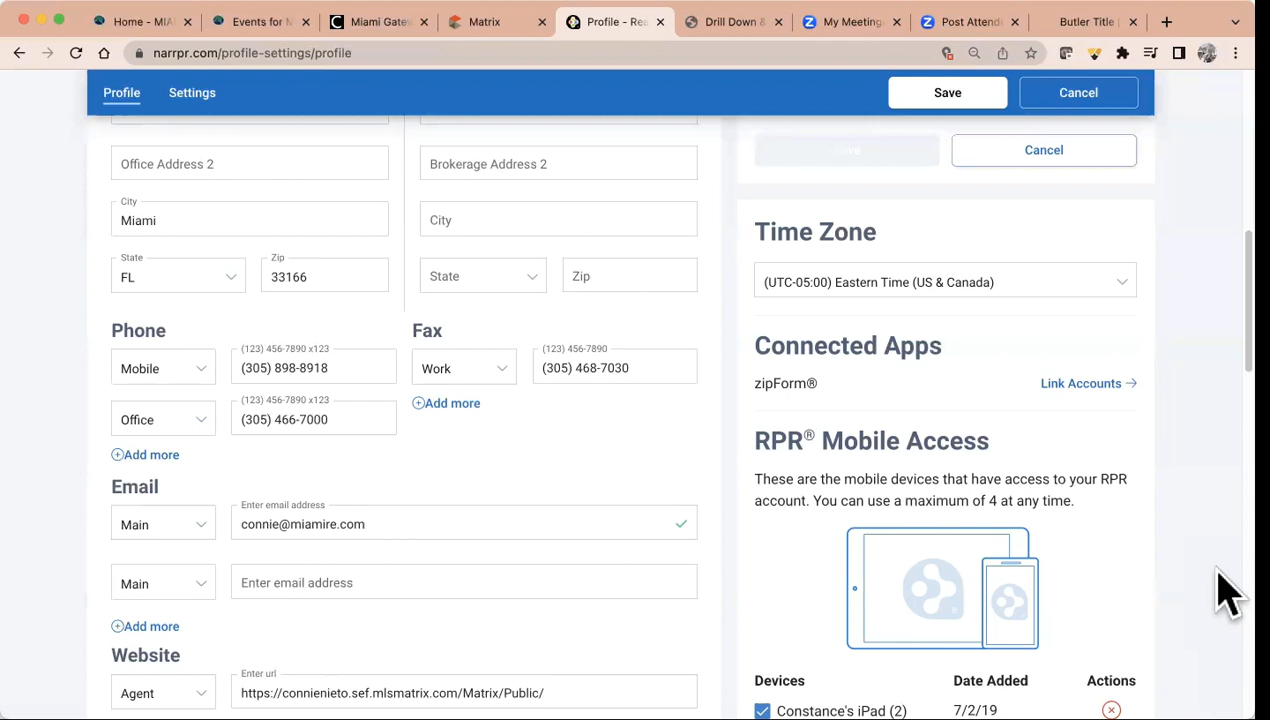 Home - MIA
Events for M
Miami Gatew
Matrix
Profile - Rea
Drill Down &
My Meeting
Post Attend
Butler Title
narrpr.com/profile-settings/profile
Profile
Settings
Save
Cancel
Office Address 2
Brokerage Address 2
Save
Cancel
City
Miami
City
Time Zone
State
FL
Zip
33166
State
Zip
(UTC-05:00) Eastern Time (US & Canada)
Phone
Fax
Connected Apps
Mobile
(123) 456-7890 x123
(305) 898-8918
Work
(123) 456-7890
(305) 468-7030
zipForm®
Link Accounts
Add more
Office
(123) 456-7890 x123
(305) 466-7000
RPR® Mobile Access
Add more
These are the mobile devices that have access to your RPR
account. You can use a maximum of 4 at any time.
Email
Main
Enter email address
connie@miamire.com
Main
Enter email address
Add more
Website
Agent
Enter url
https://connienieto.sef.mlsmatrix.com/Matrix/Public/
Devices
Date Added
Actions
Constance's iPad (2)
7/2/19